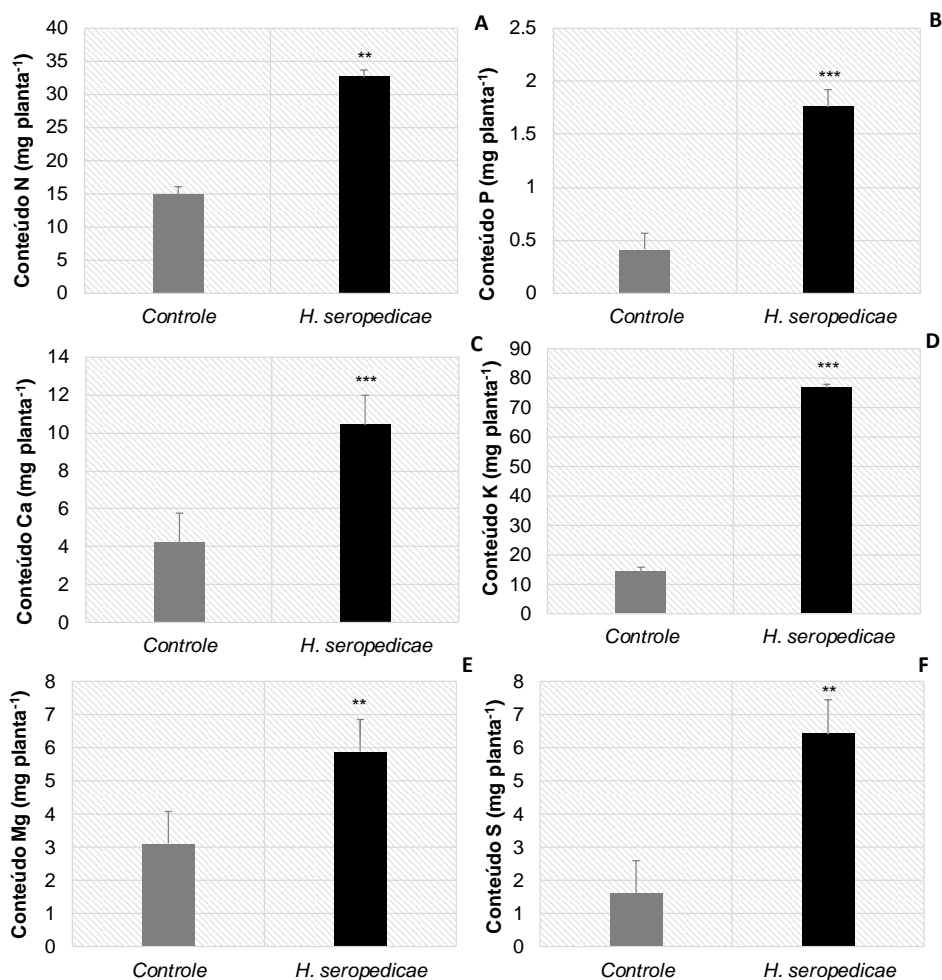 A
Conteúdo N (mg planta⁻¹)
40
35
30
25
20
15
10
5
0
**
Controle
H. seropedicae
B
Conteúdo P (mg planta⁻¹)
2.5
2
1.5
1
0.5
0
***
Controle
H. seropedicae
C
Conteúdo Ca (mg planta⁻¹)
14
12
10
8
6
4
2
0
***
Controle
H. seropedicae
D
Conteúdo K (mg planta⁻¹)
90
80
70
60
50
40
30
20
10
0
***
Controle
H. seropedicae
E
Conteúdo Mg (mg planta⁻¹)
8
7
6
5
4
3
2
1
0
**
Controle
H. seropedicae
F
Conteúdo S (mg planta⁻¹)
8
7
6
5
4
3
2
1
0
**
Controle
H. seropedicae